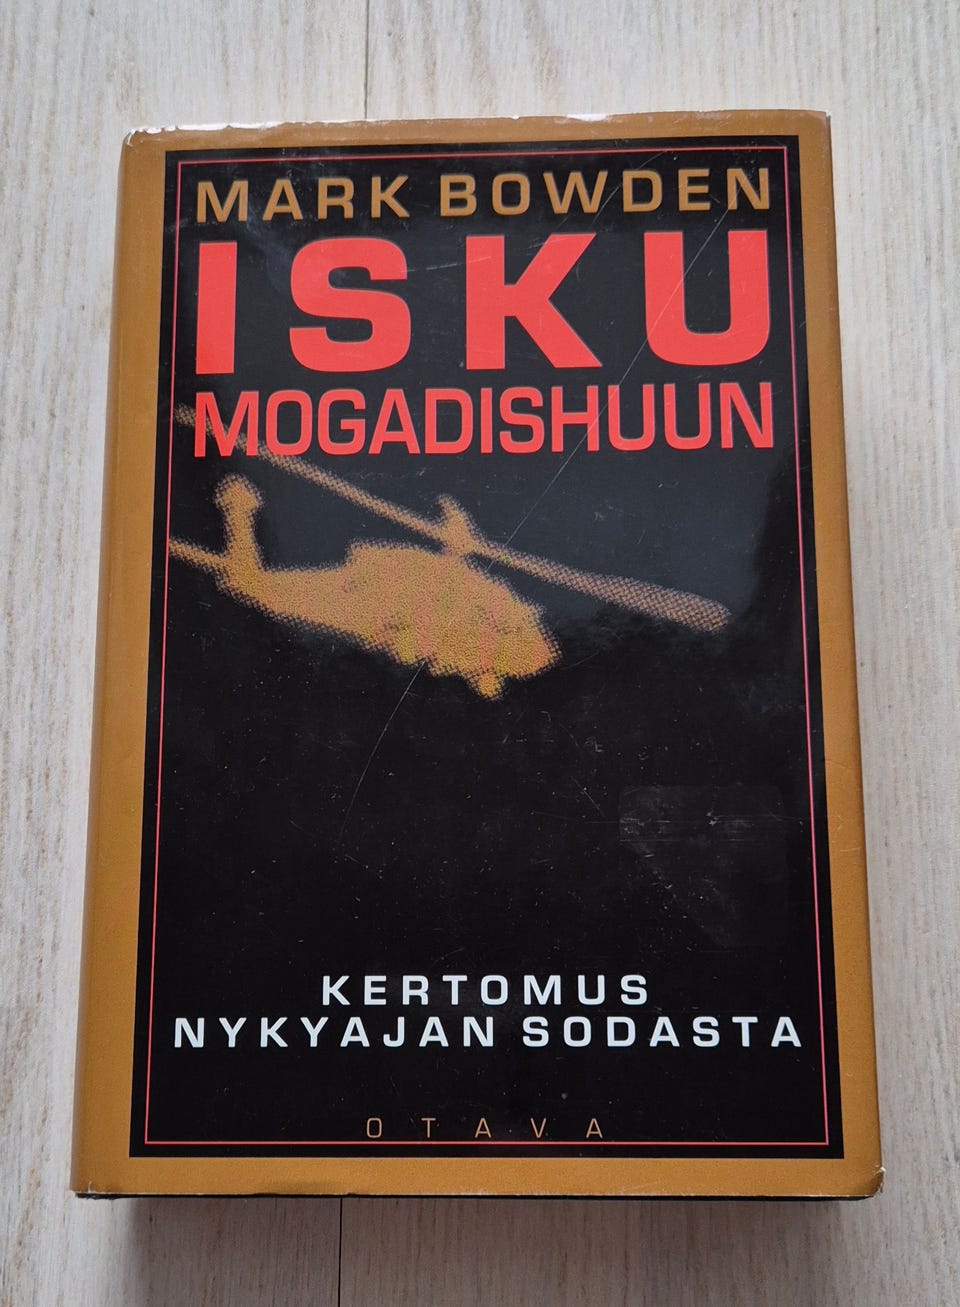 MARK BOWDEN
ISKU
MOGADISHUUN
KERTOMUS
NYKYAJAN SODASTA
OTAVA